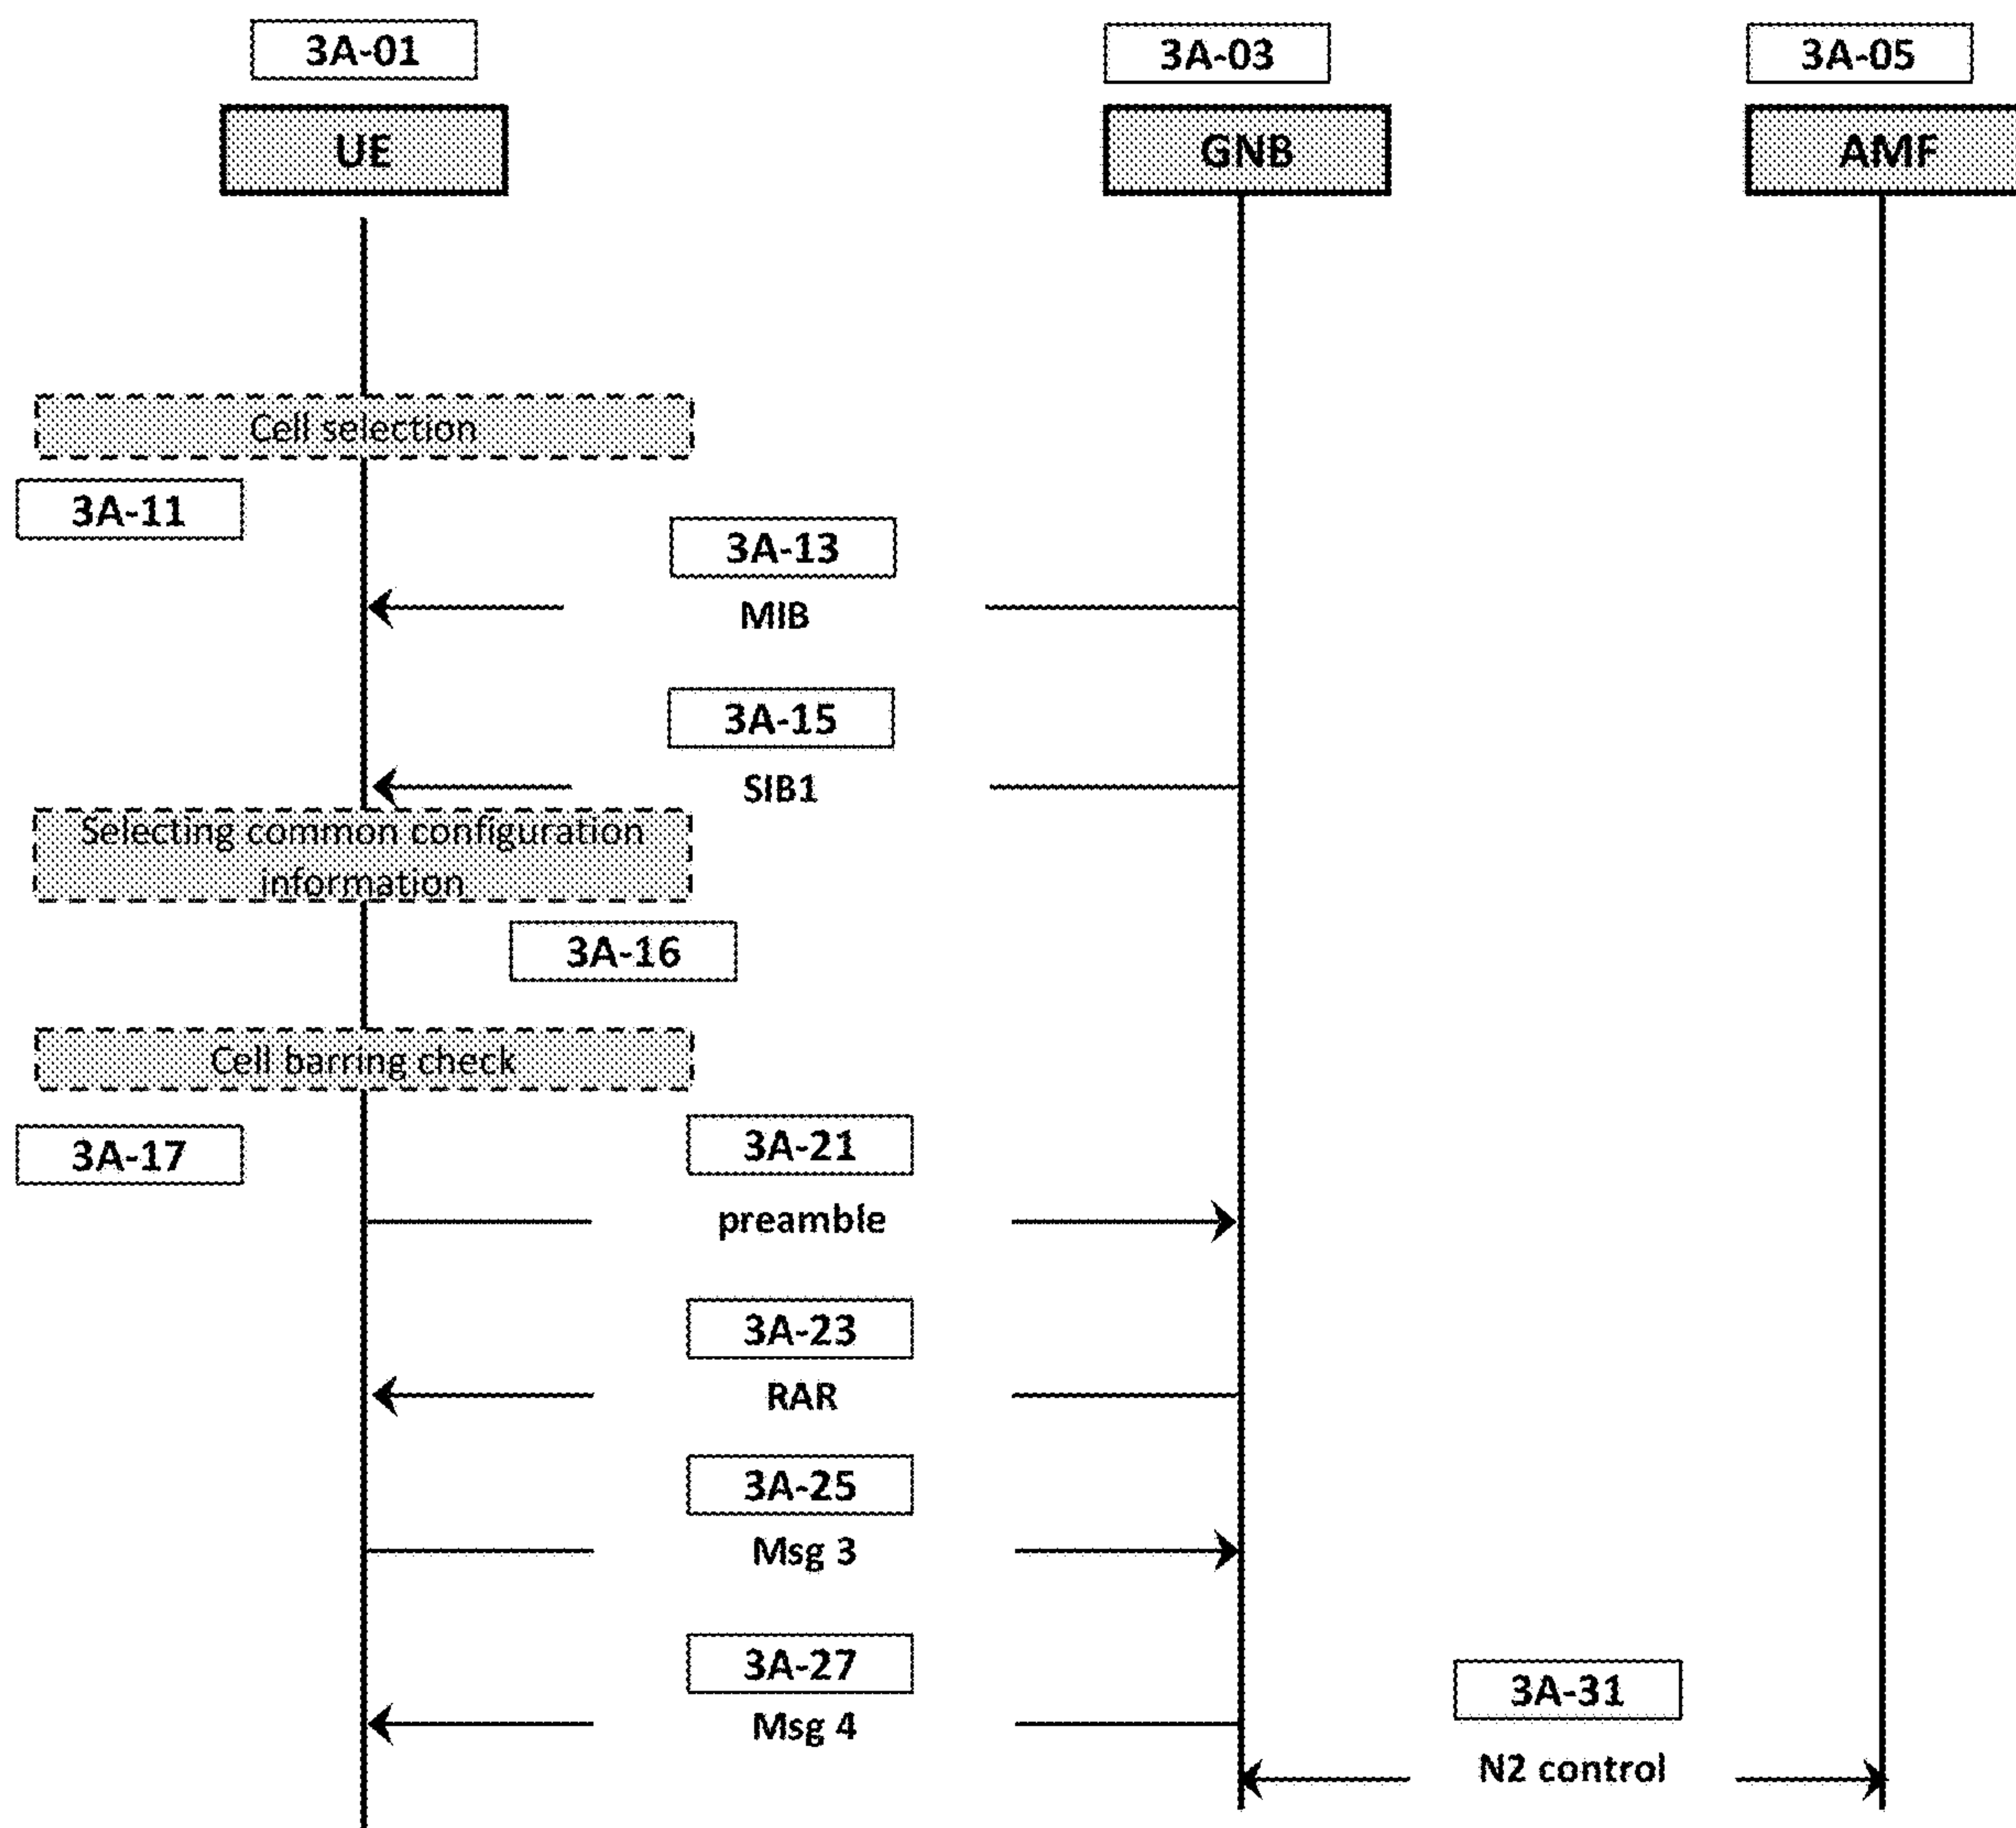 3A-01
3A-03
3A-05
UE
GNB
AMF
Cell selection
3A-11
3A-13
MIB
3A-15
SIB1
Selecting common configuration
information
3A-16
Cell barring check
3A-17
3A-21
preamble
3A-23
RAR
3A-25
Msg 3
3A-27
Msg 4
3A-31
N2 control